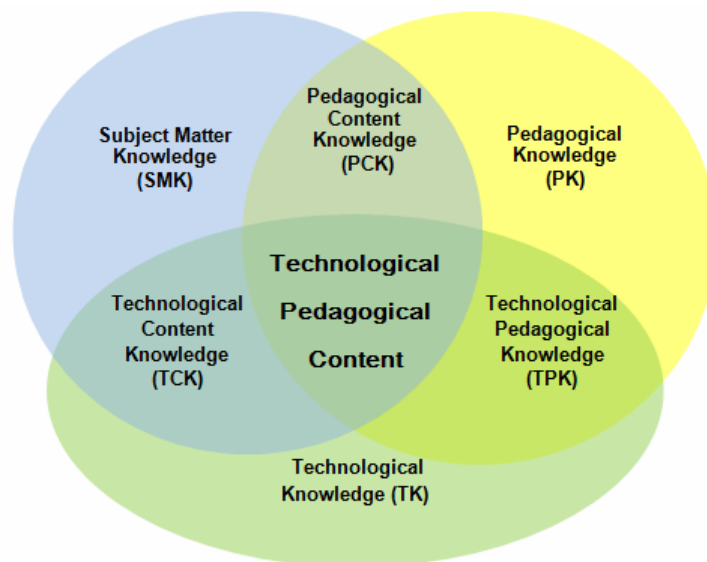 Pedagogical
Content
Knowledge
(PCK)
Subject Matter
Knowledge
(SMK)
Pedagogical
Knowledge
(PK)
Technological
Pedagogical
Content
Technological
Content
Knowledge
(TCK)
Technological
Pedagogical
Knowledge
(TPK)
Technological
Knowledge (TK)